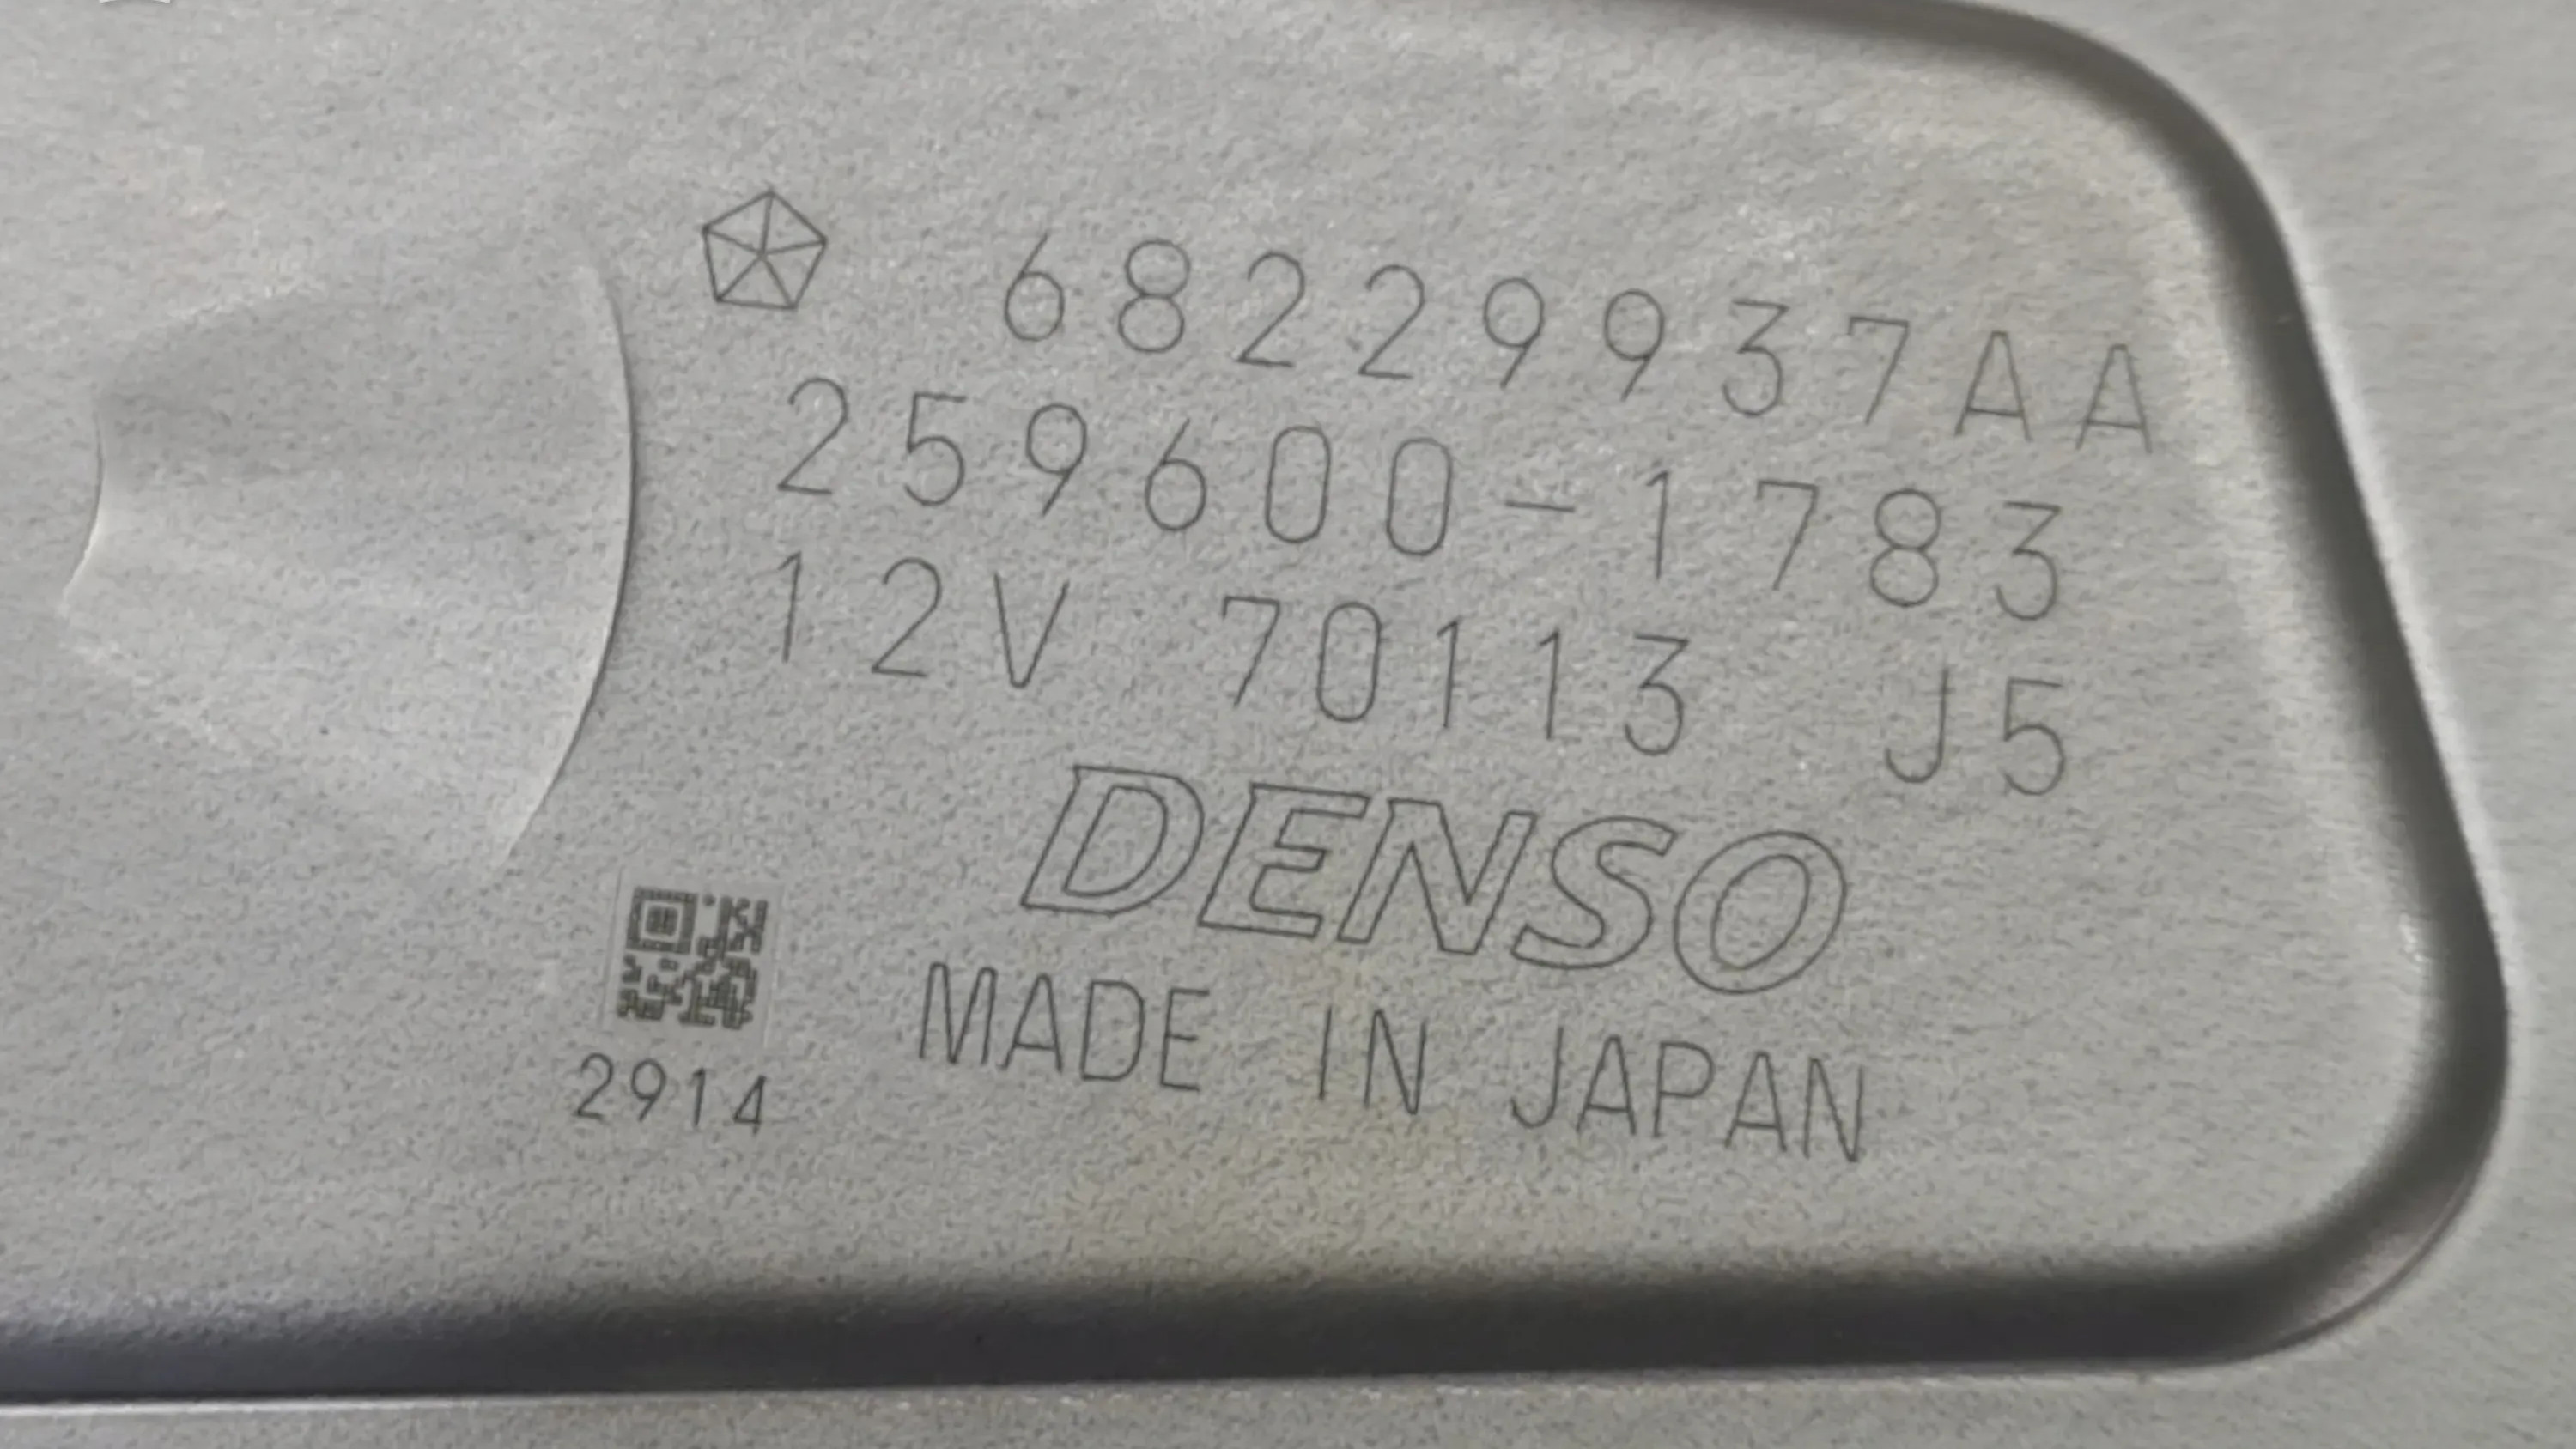 68229937AA
259600-1783
12V 70113 J5
DENSO
MADE IN JAPAN
2914